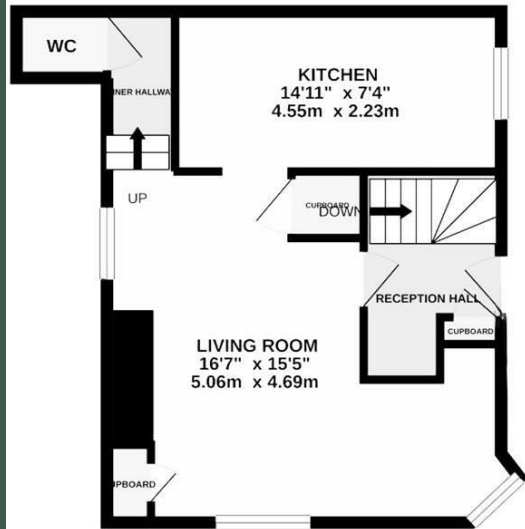 WC
INER HALLWA
KITCHEN
14'11" x 7'4"
4.55m x 2.23m
UP
CUPBOARD
DOWN
RECEPTION HALL
CUPBOARD
LIVING ROOM
16'7" x 15'5"
5.06m x 4.69m
UPBOARD